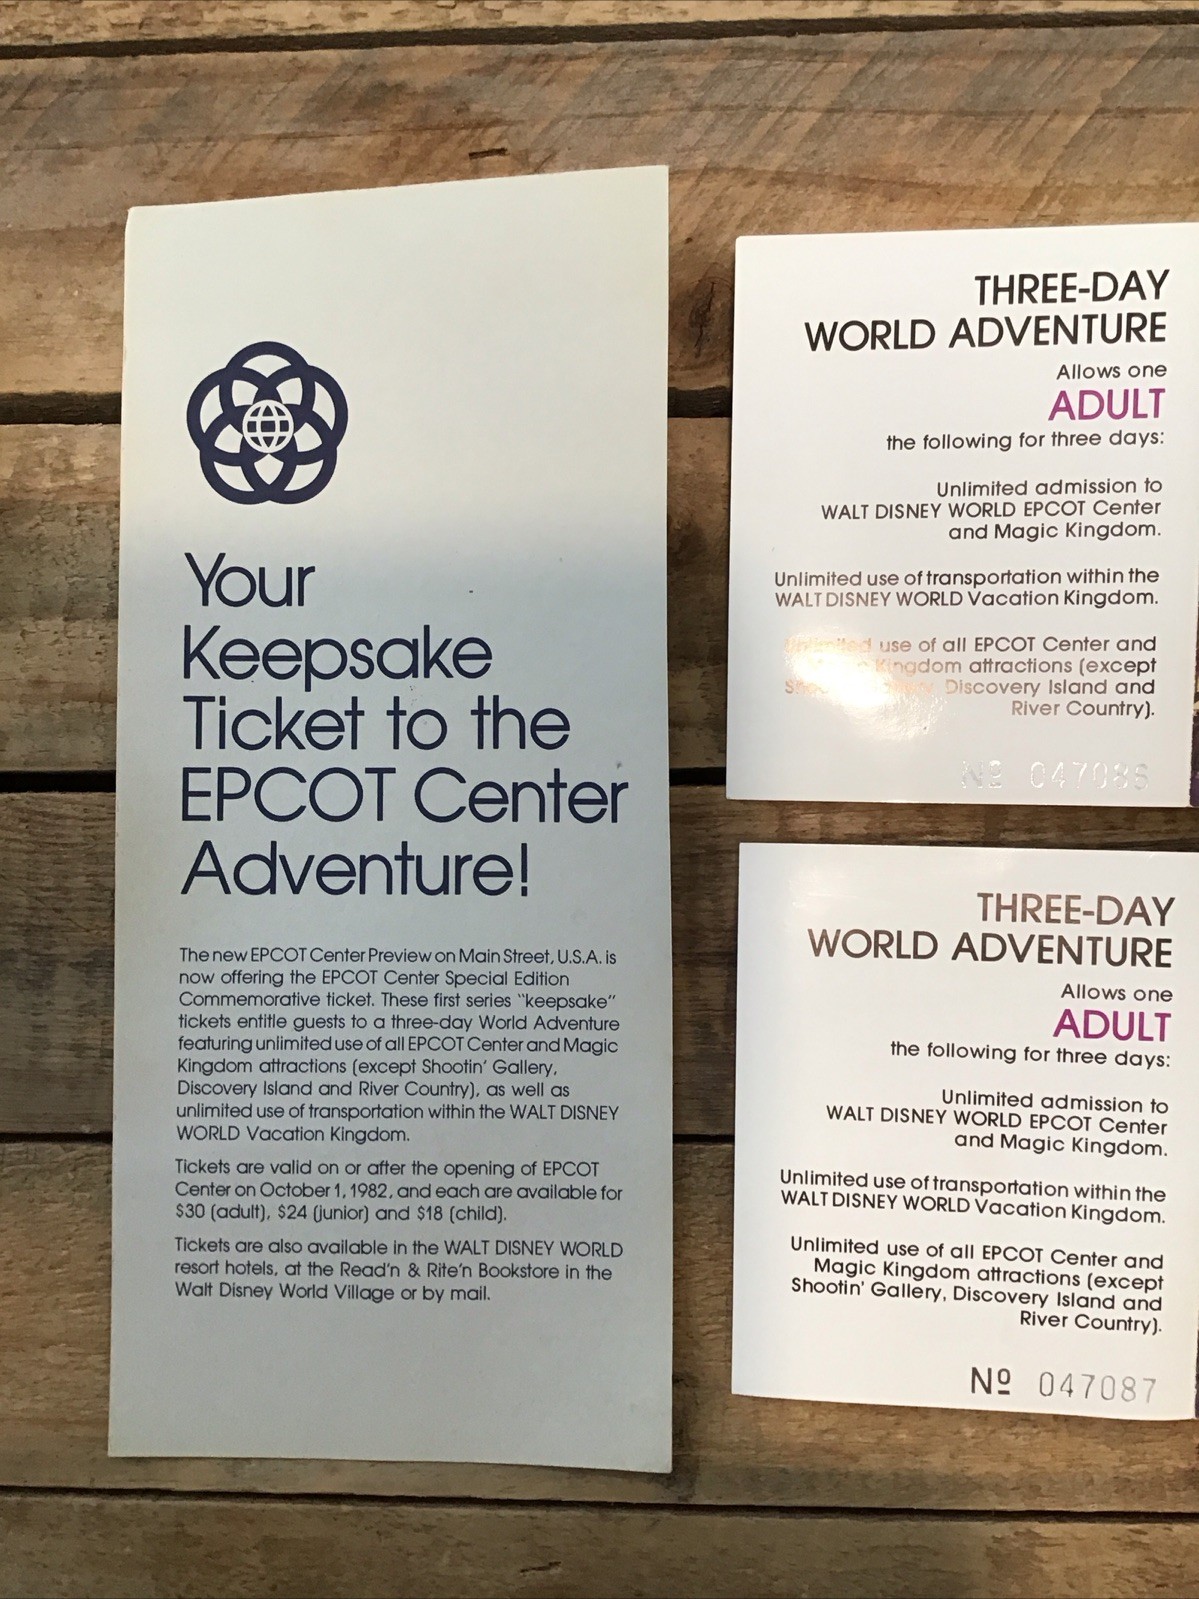 Your
Keepsake
Ticket to the
EPCOT Center
Adventure!
The new EPCOT Center Preview on Main Street, U.S.A. is
now offering the EPCOT Center Special Edition
Commemorative ticket. These first series "keepsake"
tickets entitle guests to a three-day World Adventure
featuring unlimited use of all EPCOT Center and Magic
Kingdom attractions (except Shootin' Gallery,
Discovery Island and River Country), as well as
unlimited use of transportation within the WALT DISNEY
WORLD Vacation Kingdom.
Tickets are valid on or after the opening of EPCOT
Center on October 1, 1982, and each are available for
$30 (adult), $24 (junior) and $18 (child).
Tickets are also available in the WALT DISNEY WORLD
resort hotels, at the Read'n & Rite'n Bookstore in the
Walt Disney World Village or by mail.
THREE-DAY
WORLD ADVENTURE
Allows one
ADULT
the following for three days:
Unlimited admission to
WALT DISNEY WORLD EPCOT Center
and Magic Kingdom.
Unlimited use of transportation within the
WALT DISNEY WORLD Vacation Kingdom.
Unlimited use of all EPCOT Center and
Kingdom attractions (except
Discovery Island and
River Country).
Nº 047086
THREE-DAY
WORLD ADVENTURE
Allows one
ADULT
the following for three days:
Unlimited admission to
WALT DISNEY WORLD EPCOT Center
and Magic Kingdom.
Unlimited use of transportation within the
WALT DISNEY WORLD Vacation Kingdom.
Unlimited use of all EPCOT Center and
Magic Kingdom attractions (except
Shootin' Gallery, Discovery Island and
River Country).
Nº 047087